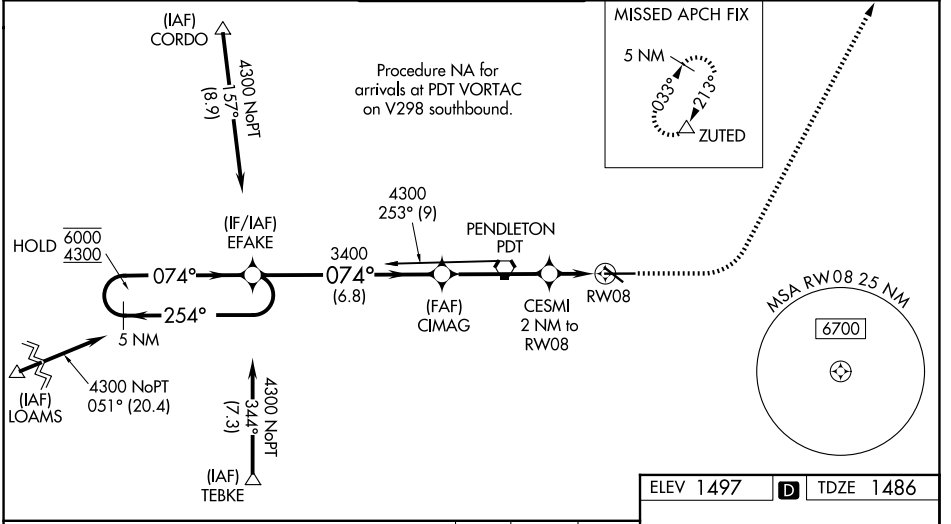 (IAF)
CORDO
4300 NoPT
157°
(8.9)
Procedure NA for
arrivals at PDT VORTAC
on V298 southbound.
MISSED APCH FIX
5 NM
033°
213°
ZUTED
(IF/IAF)
EFAKE
HOLD 6000
4300
074°
254°
5 NM
3400
074°
(6.8)
4300
253° (9)
PENDLETON
PDT
(FAF)
CIMAG
CESMI
2 NM to
RW08
RW08
MSA RW08 25 NM
6700
(IAF)
LOAMS
4300 NoPT
051° (20.4)
4300 NoPT
344°
(7.3)
(IAF)
TEBKE
ELEV 1497 D TDZE 1486